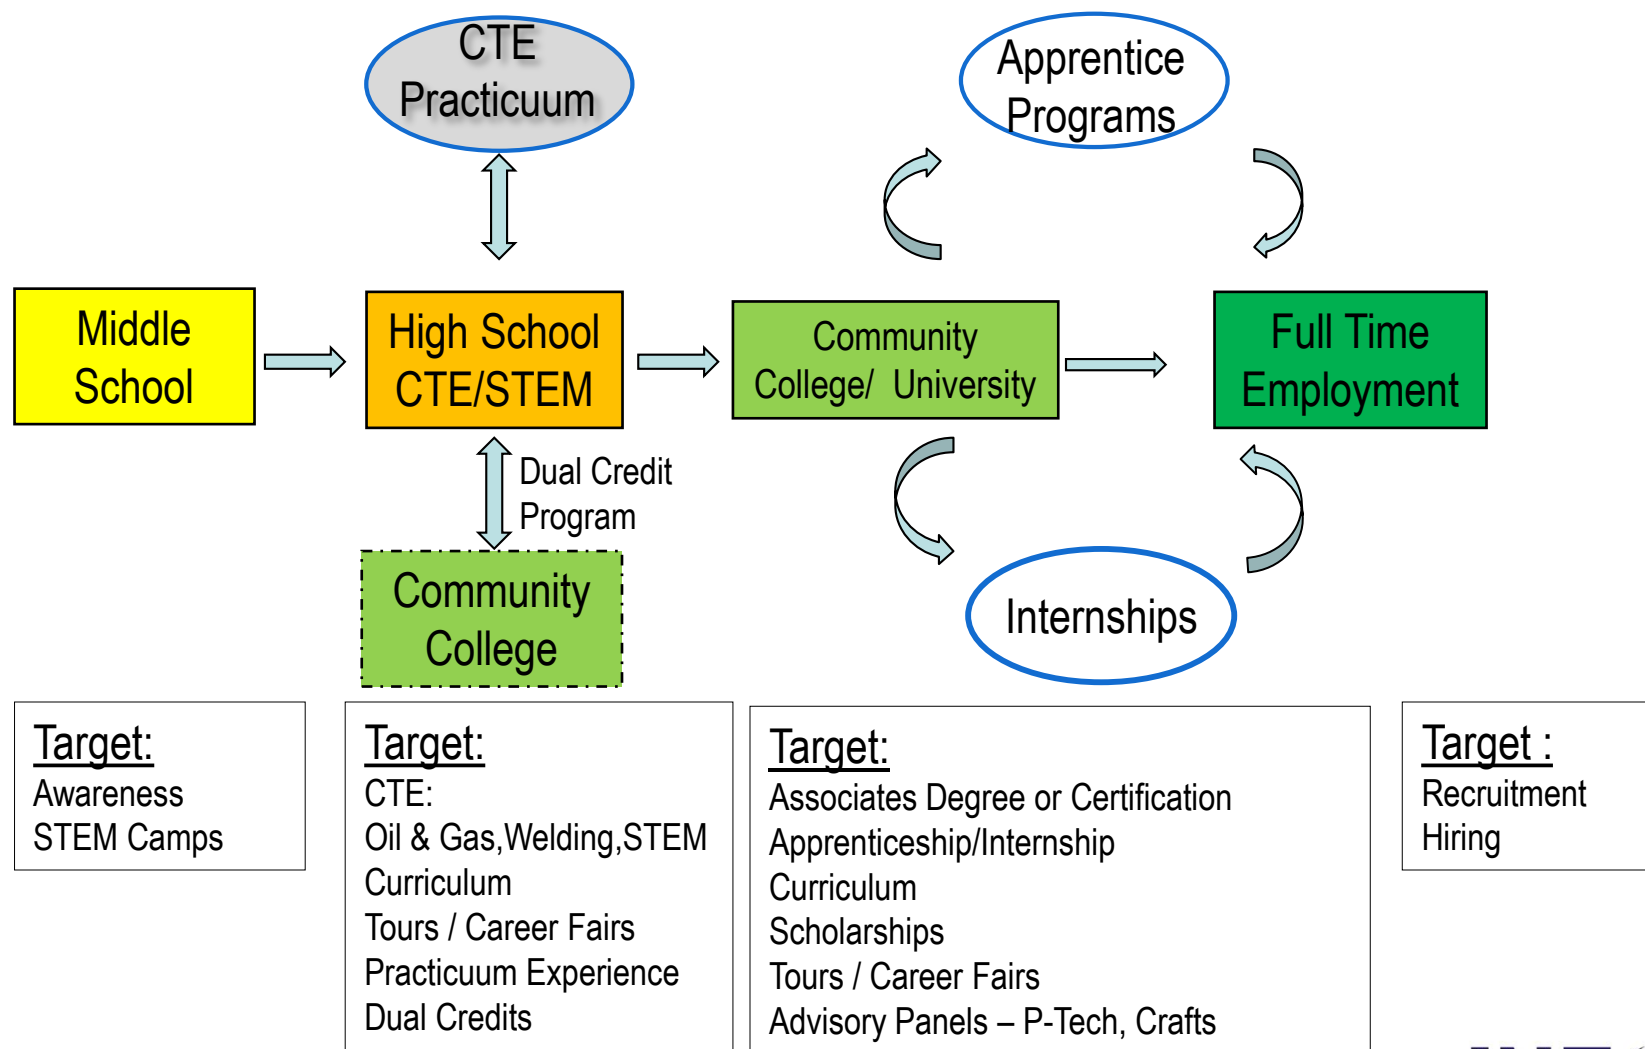 CTE
Practicuum
Apprentice
Programs
Middle
School
High School
CTE/STEM
Community
College/  University
Full Time
Employment
Dual Credit
Program
Community
College
Internships
Target:
Awareness
STEM Camps
Target:
CTE:
Oil & Gas,Welding,STEM
Curriculum
Tours / Career Fairs
Practicuum Experience
Dual Credits
Target:
Associates Degree or Certification
Apprenticeship/Internship
Curriculum
Scholarships
Tours / Career Fairs
Advisory Panels – P-Tech, Crafts
Target :
Recruitment
Hiring